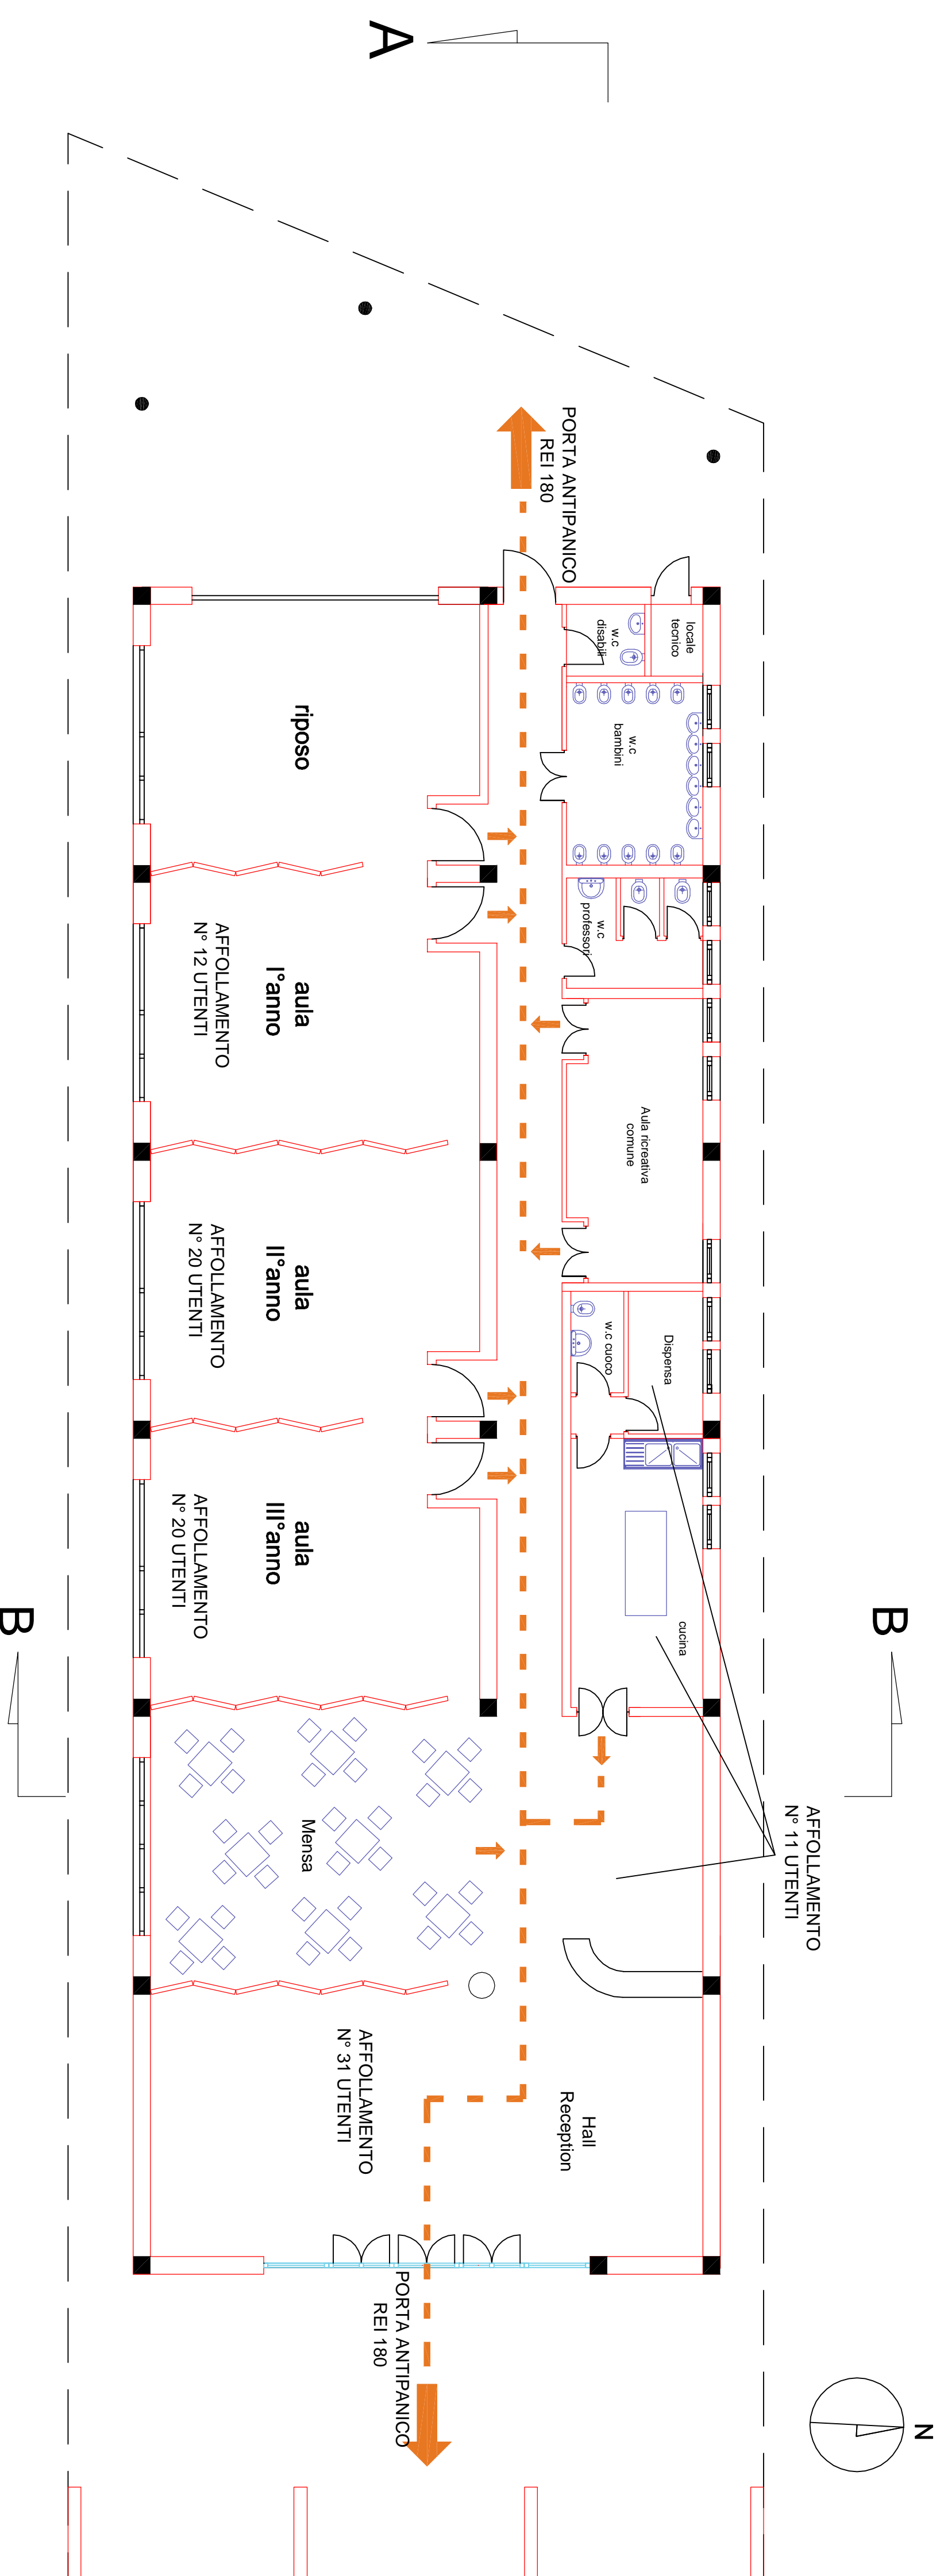 A
PORTA ANTIPANICO
REI 180
locale
tecnico
w.c
disabili
w.c
bambini
riposo
w.c
professori
aula
I°anno
AFFOLLAMENTO
N° 12 UTENTI
Aula ricreativa
comune
aula
II°anno
AFFOLLAMENTO
N° 20 UTENTI
w.c cuoco
Dispensa
aula
III°anno
AFFOLLAMENTO
N° 20 UTENTI
cucina
B
B
AFFOLLAMENTO
N° 11 UTENTI
Mensa
AFFOLLAMENTO
N° 31 UTENTI
Hall
Reception
PORTA ANTIPANICO
REI 180
N